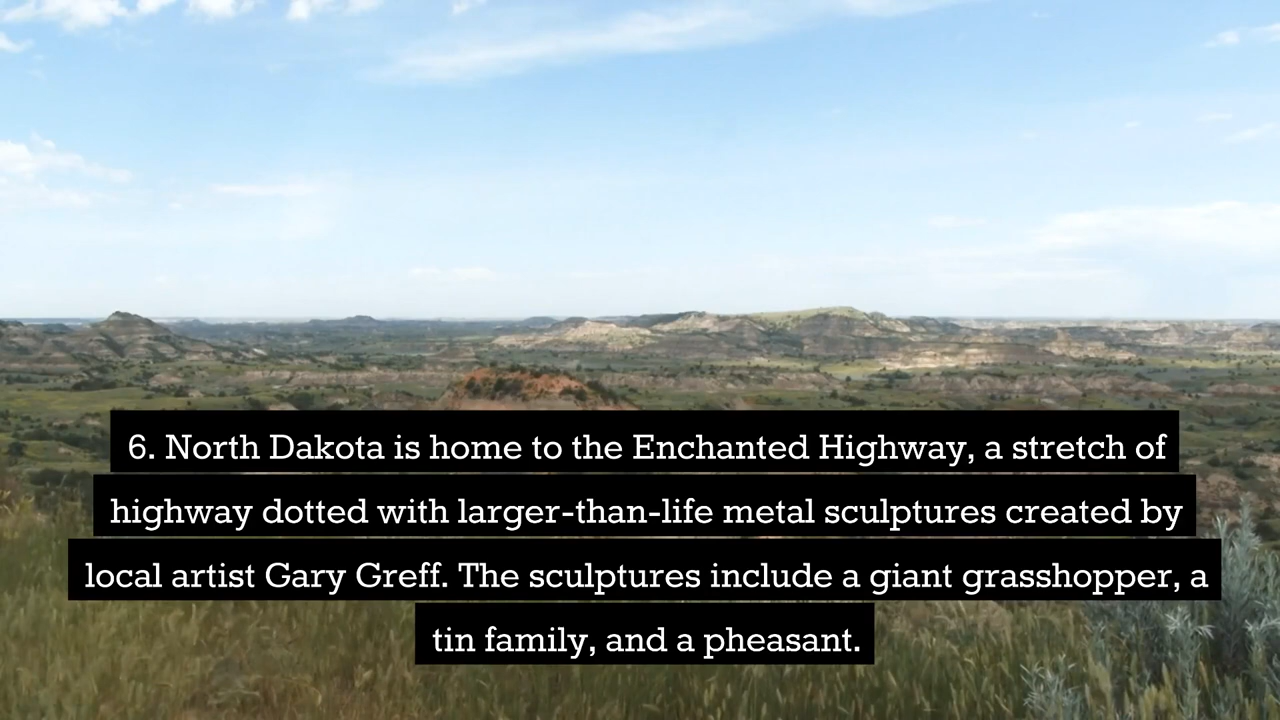 6. North Dakota is home to the Enchanted Highway, a stretch of
highway dotted with larger-than-life metal sculptures created by
local artist Gary Greff. The sculptures include a giant grasshopper, a
tin family, and a pheasant.